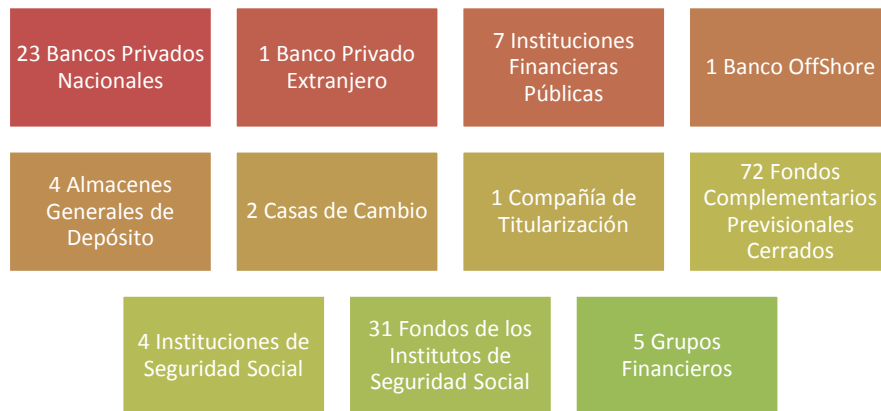 23 Bancos Privados
Nacionales
1 Banco Privado
Extranjero
7 Instituciones
Financieras
Públicas
1 Banco OffShore
4 Almacenes
Generales de
Depósito
2 Casas de Cambio
1 Compañía de
Titularización
72 Fondos
Complementarios
Previsionales
Cerrados
4 Instituciones de
Seguridad Social
31 Fondos de los
Institutos de
Seguridad Social
5 Grupos
Financieros